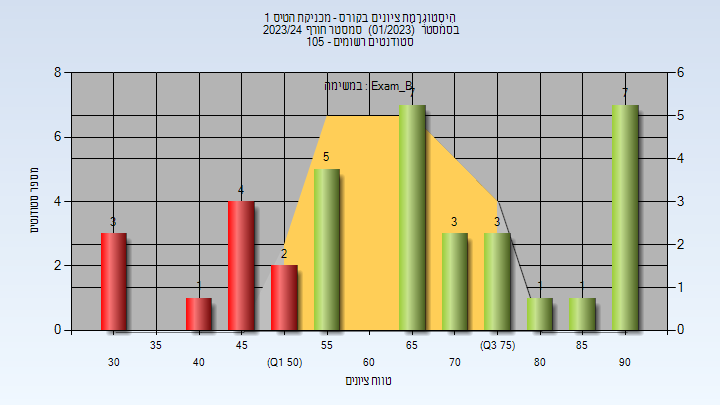 היסטוגרמת ציונים בקורס - מכניקת הטיס 1
בסמסטר (01/2023) סמסטר חורף 2023/24
סטודנטים רשומים - 105
במשימה : Exam_B
8 6 4 2 0
מספר סטודנטים
6 5 4 3 2 1 0
3 1 4 2 5 7 3 3 1 1 7
35 45 55 65 (Q3 75) 85
30 40 (Q1 50) 60 70 80 90
טווח ציונים